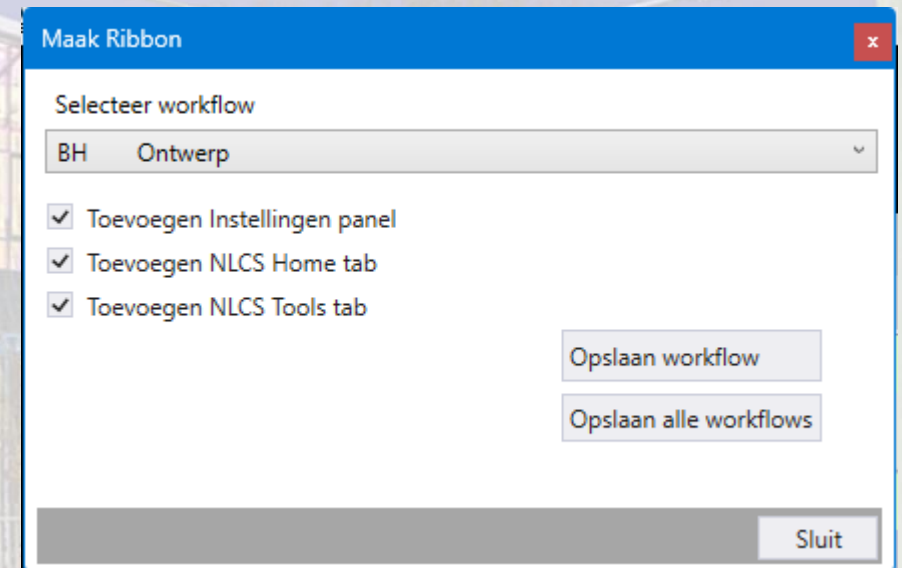 Maak Ribbon
x
Selecteer workflow
BH Ontwerp
Toevoegen Instellingen panel
Toevoegen NLCS Home tab
Toevoegen NLCS Tools tab
Opslaan workflow
Opslaan alle workflows
Sluit